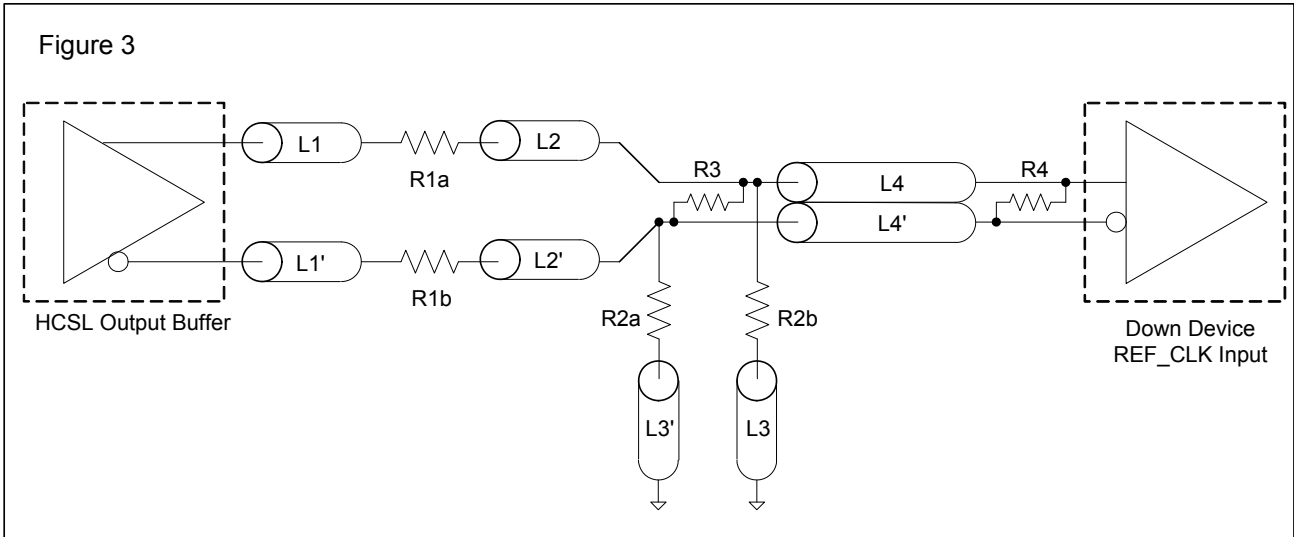 Figure 3
L1
R1a
L2
R3
L4
R4
L4'
L1'
R1b
L2'
HCSL Output Buffer
R2a
R2b
Down Device
REF_CLK Input
L3'
L3